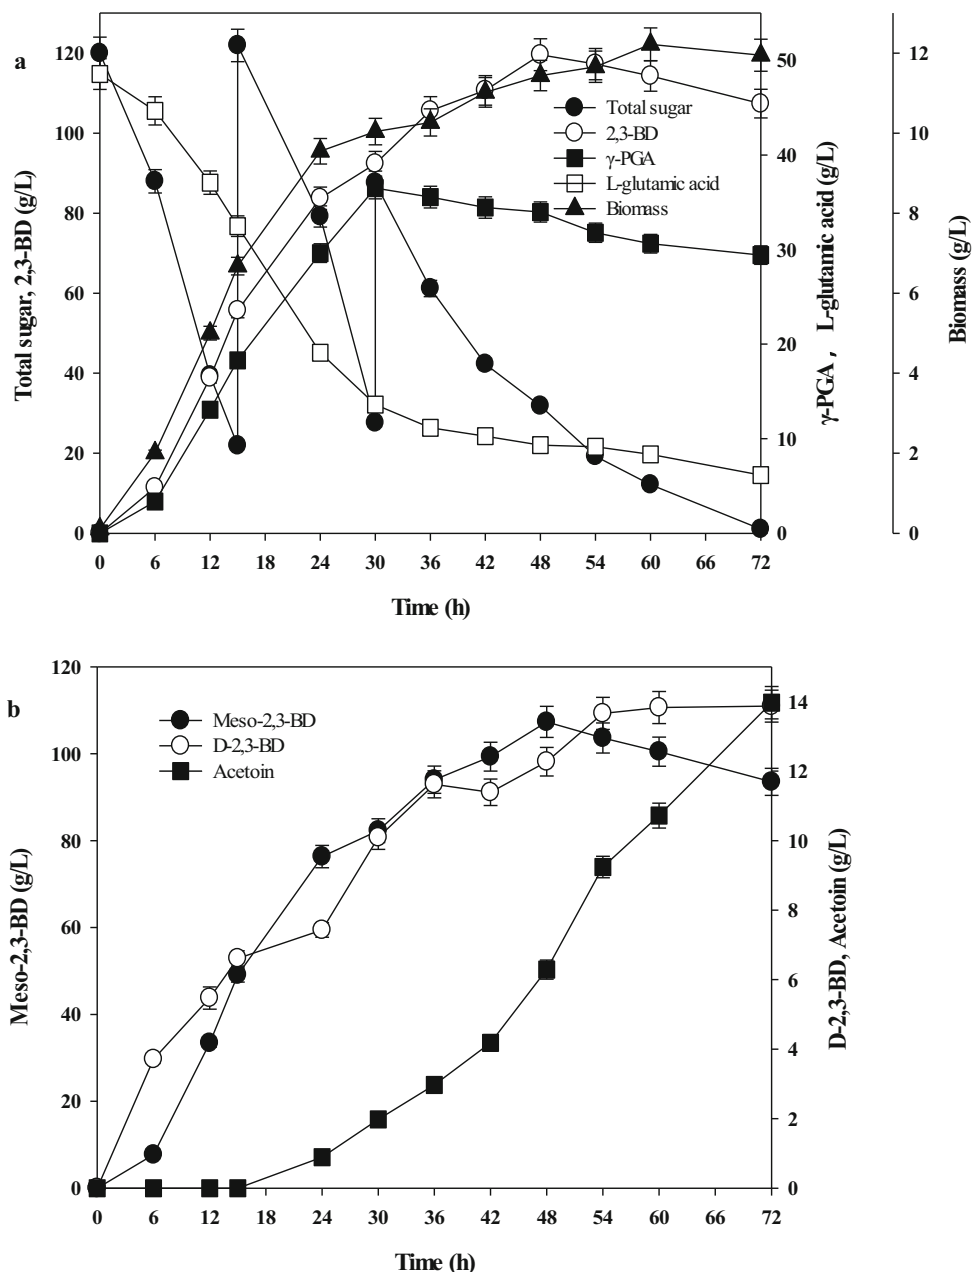 a
Total sugar, 2,3-BD (g/L)
120
100
80
60
40
20
0
50
40
30
20
10
0
γ-PGA, L-glutamic acid (g/L)
12
10
8
6
4
2
0
Biomass (g/L)
Total sugar
2,3-BD
γ-PGA
L-glutamic acid
Biomass
0 6 12 18 24 30 36 42 48 54 60 66 72
Time (h)
b
Meso-2,3-BD (g/L)
120
100
80
60
40
20
0
Meso-2,3-BD
D-2,3-BD
Acetoin
14
12
10
8
6
4
2
0
D-2,3-BD, Acetoin (g/L)
0 6 12 18 24 30 36 42 48 54 60 66 72
Time (h)